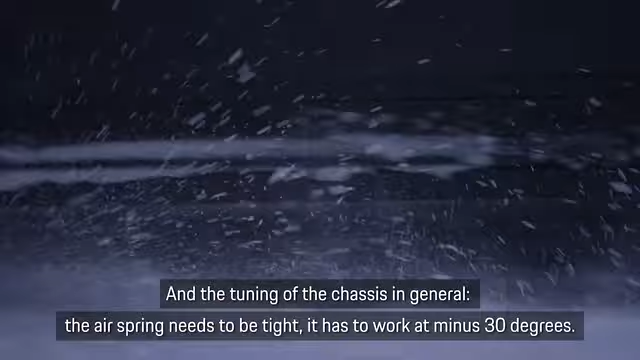 And the tuning of the chassis in general:
the air spring needs to be tight, it has to work at minus 30 degrees.